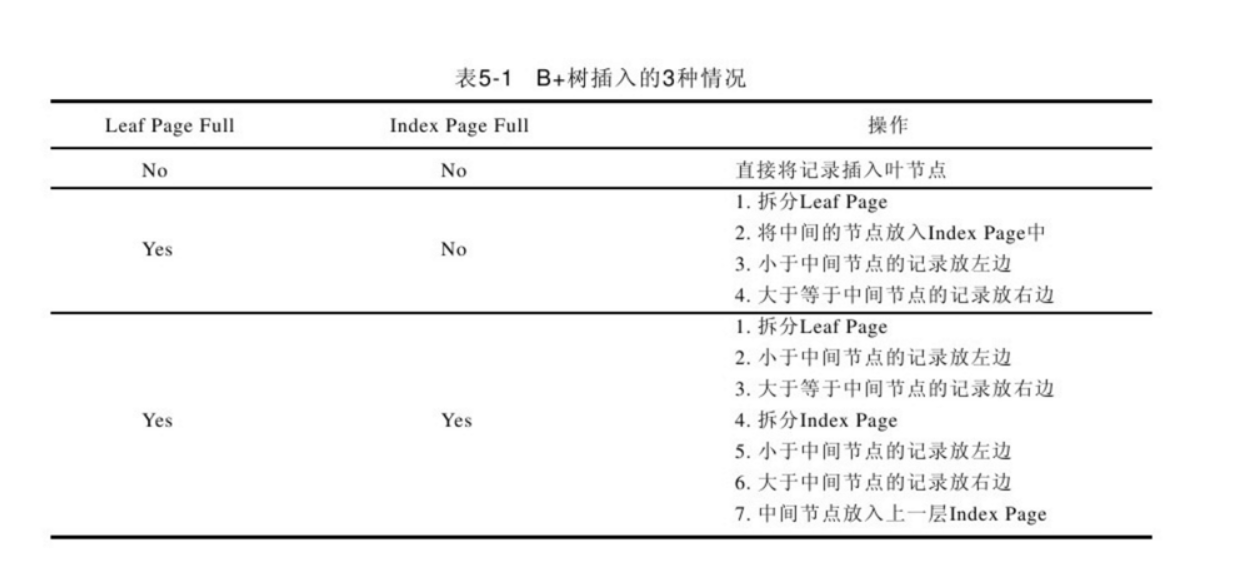 表5-1 B+树插入的3种情况
Leaf Page Full Index Page Full 操作
No No 直接将记录插入叶节点
Yes No
1. 拆分Leaf Page
2. 将中间的节点放入Index Page中
3. 小于中间节点的记录放左边
4. 大于等于中间节点的记录放右边
Yes Yes
1. 拆分Leaf Page
2. 小于中间节点的记录放左边
3. 大于等于中间节点的记录放右边
4. 拆分Index Page
5. 小于中间节点的记录放左边
6. 大于中间节点的记录放右边
7. 中间节点放入上一层Index Page